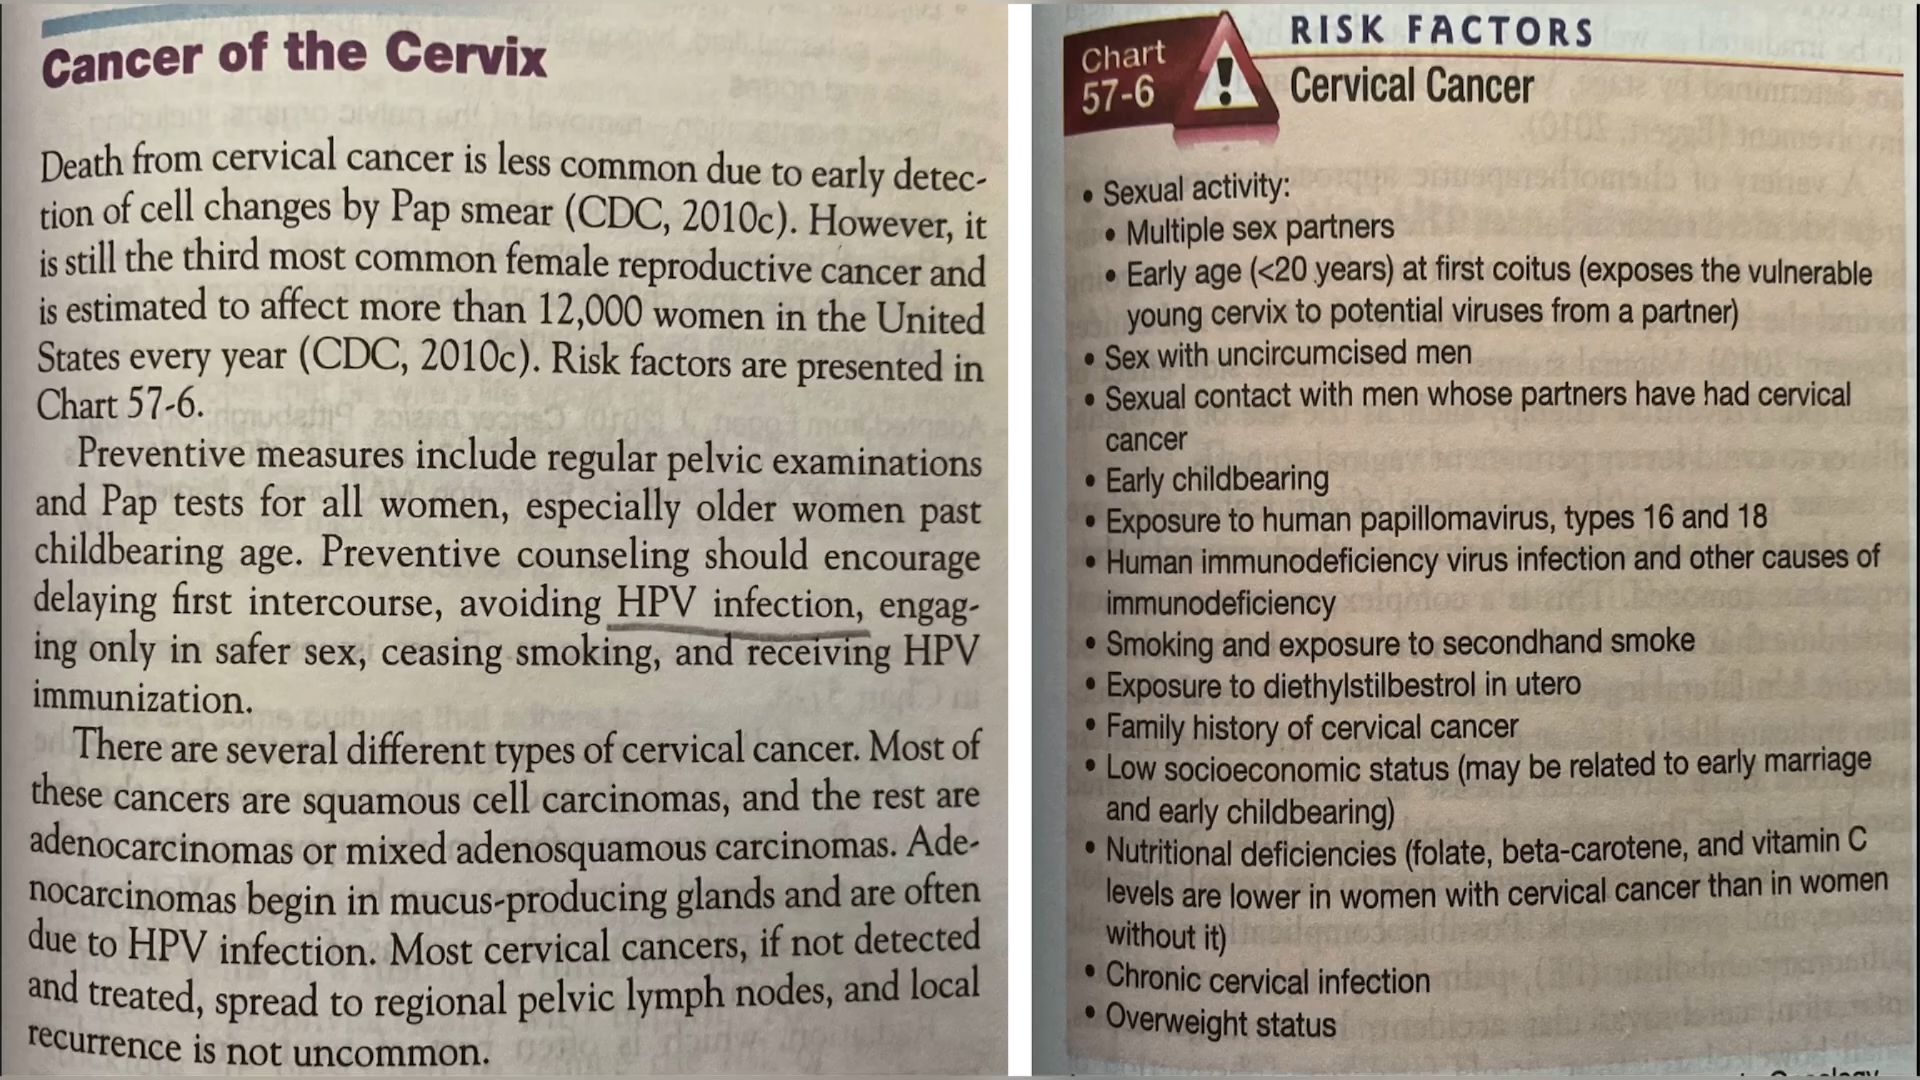 Cancer of the Cervix
Death from cervical cancer is less common due to early detec-
tion of cell changes by Pap smear (CDC, 2010c). However, it
is still the third most common female reproductive cancer and
is estimated to affect more than 12,000 women in the United
States every year (CDC, 2010c). Risk factors are presented in
Chart 57-6.
Preventive measures include regular pelvic examinations
and Pap tests for all women, especially older women past
childbearing age. Preventive counseling should encourage
delaying first intercourse, avoiding HPV infection, engag-
ing only in safer sex, ceasing smoking, and receiving HPV
immunization.
There are several different types of cervical cancer. Most of
these cancers are squamous cell carcinomas, and the rest are
adenocarcinomas or mixed adenosquamous carcinomas. Ade-
nocarcinomas begin in mucus-producing glands and are often
due to HPV infection. Most cervical cancers, if not detected
and treated, spread to regional pelvic lymph nodes, and local
recurrence is not uncommon.
Chart
57-6
!
RISK FACTORS
Cervical Cancer
• Sexual activity:
• Multiple sex partners
• Early age (<20 years) at first coitus (exposes the vulnerable
young cervix to potential viruses from a partner)
• Sex with uncircumcised men
• Sexual contact with men whose partners have had cervical
cancer
• Early childbearing
• Exposure to human papillomavirus, types 16 and 18
• Human immunodeficiency virus infection and other causes of
immunodeficiency
• Smoking and exposure to secondhand smoke
• Exposure to diethylstilbestrol in utero
• Family history of cervical cancer
• Low socioeconomic status (may be related to early marriage
and early childbearing)
• Nutritional deficiencies (folate, beta-carotene, and vitamin C
levels are lower in women with cervical cancer than in women
without it)
• Chronic cervical infection
• Overweight status